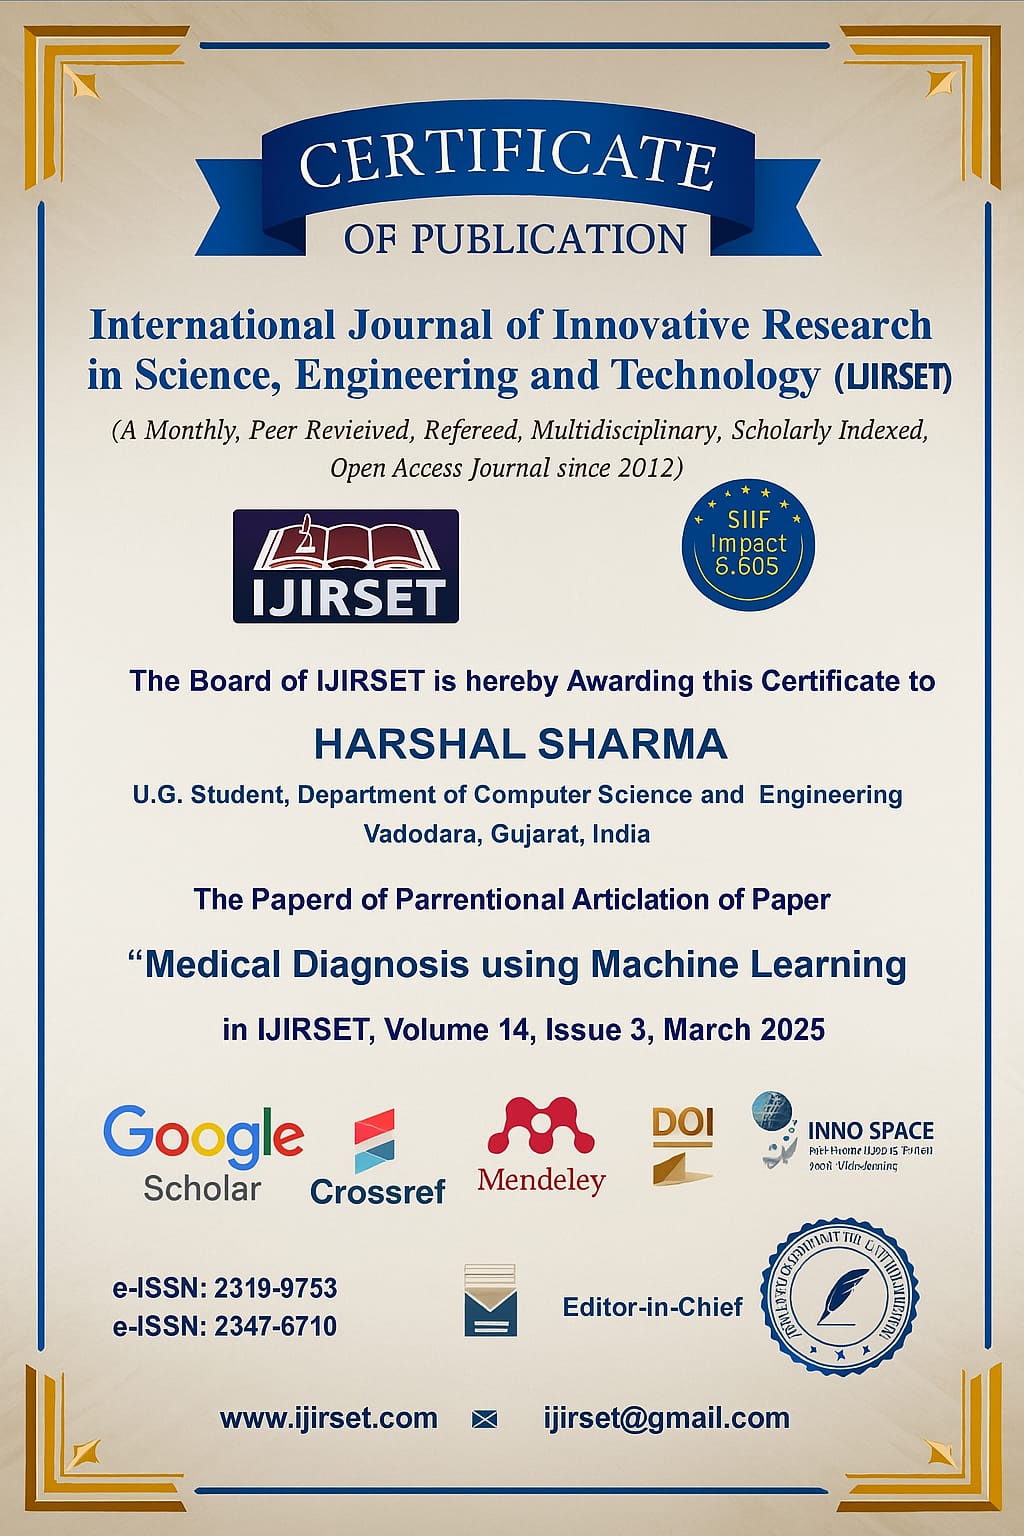 CERTIFICATE
OF PUBLICATION
International Journal of Innovative Research
in Science, Engineering and Technology (IJIRSET)
(A Monthly, Peer Revieived, Refereed, Multidisciplinary, Scholarly Indexed,
Open Access Journal since 2012)
IJIRSET
SIIF
Impact
6.605
The Board of IJIRSET is hereby Awarding this Certificate to
HARSHAL SHARMA
U.G. Student, Department of Computer Science and Engineering
Vadodara, Gujarat, India
The Paperd of Parrentional Articlation of Paper
“Medical Diagnosis using Machine Learning
in IJIRSET, Volume 14, Issue 3, March 2025
Google
Scholar
Crossref
Mendeley
DOI
INNO SPACE
e-ISSN: 2319-9753
e-ISSN: 2347-6710
Editor-in-Chief
www.ijirset.com
ijirset@gmail.com